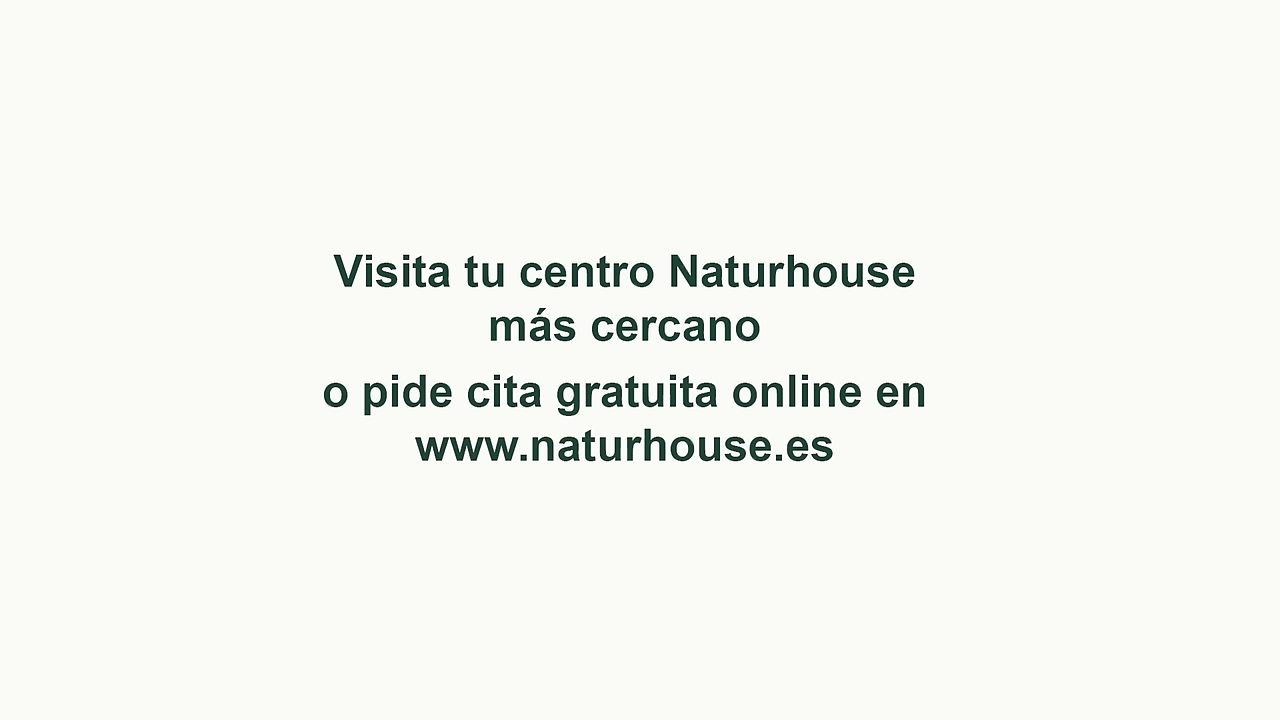 Visita tu centro Naturhouse
más cercano
o pide cita gratuita online en
www.naturhouse.es